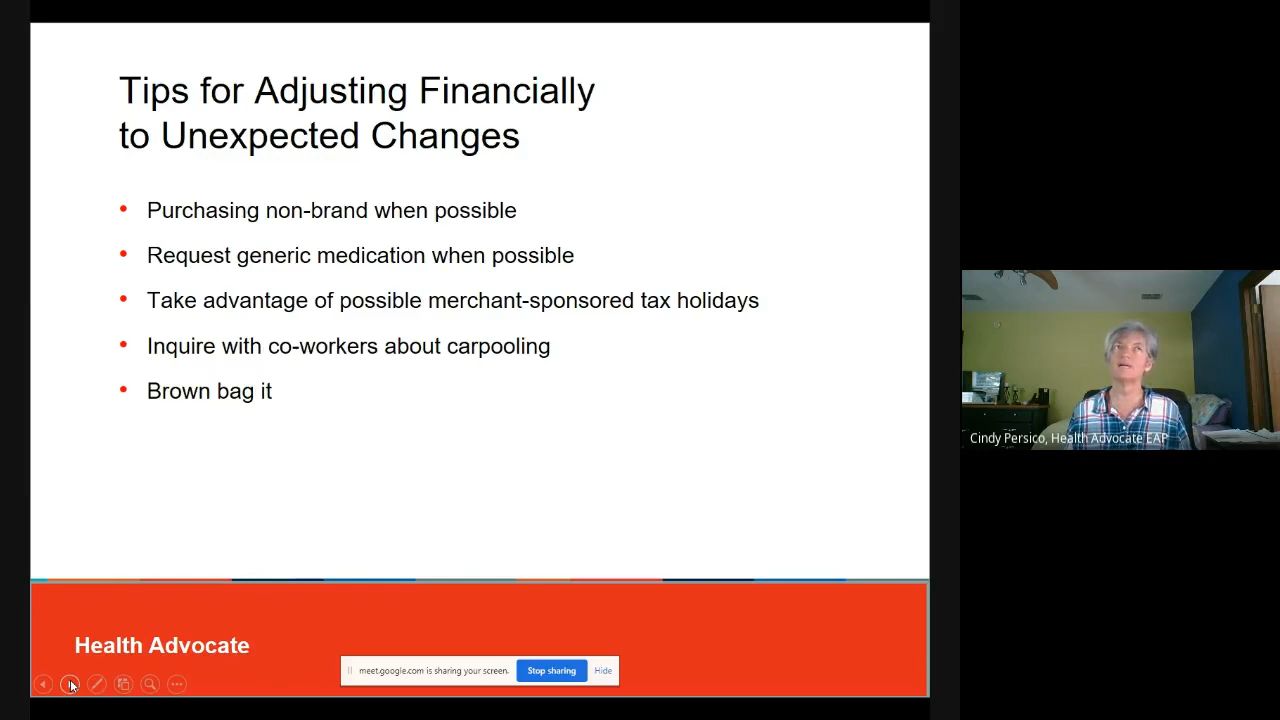 Tips for Adjusting Financially
to Unexpected Changes
• Purchasing non-brand when possible
• Request generic medication when possible
• Take advantage of possible merchant-sponsored tax holidays
• Inquire with co-workers about carpooling
• Brown bag it
Health Advocate
meet.google.com is sharing your screen.
Stop sharing
Hide
Cindy Persico, Health Advocate EAP